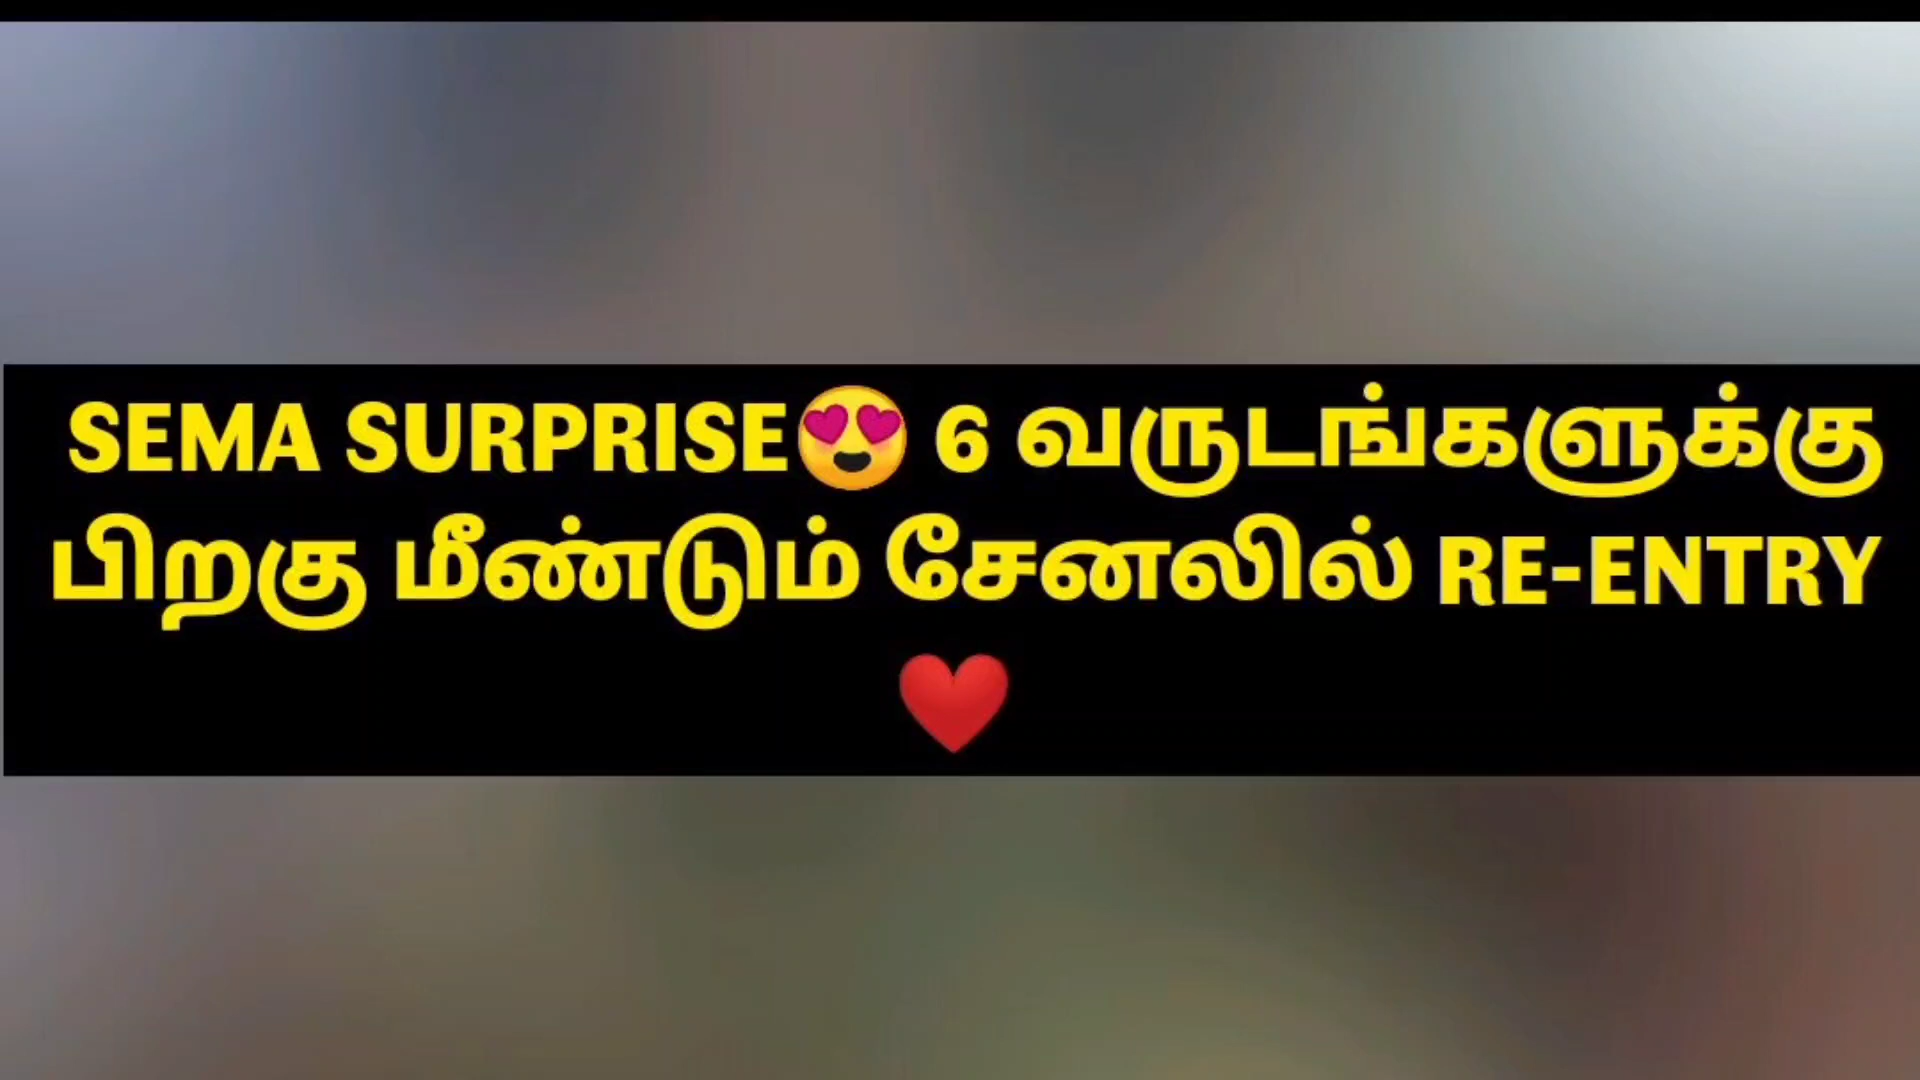 SEMA SURPRISE😍 6 வருடங்களுக்கு
பிறகு மீண்டும் சேனலில் RE-ENTRY
❤️